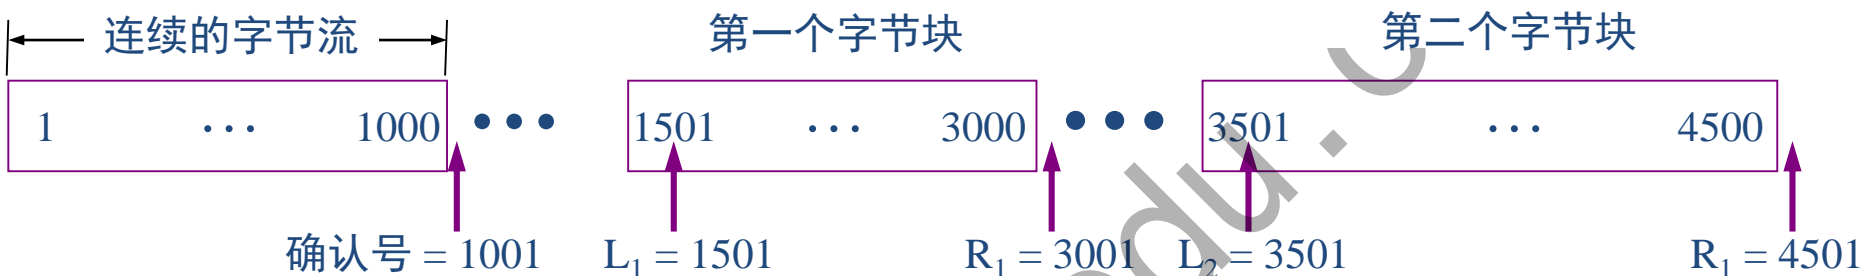 连续的字节流 第一个字节块 第二个字节块
1 … 1000 ••• 1501 … 3000 ••• 3501 … 4500
确认号 = 1001 L₁ = 1501 R₁ = 3001 L₂ = 3501 R₁ = 4501
edu.c